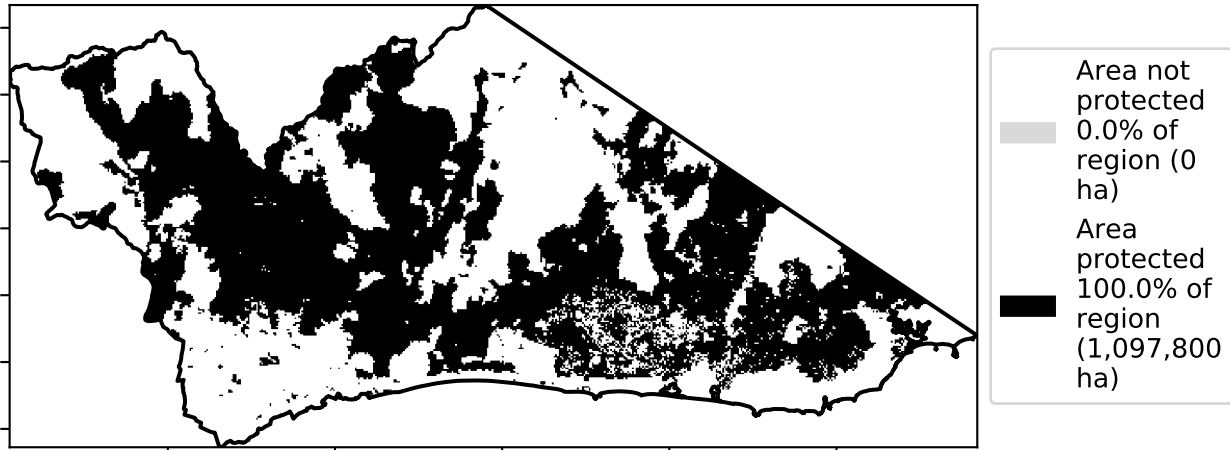 Area not
protected
0.0% of
region (0
ha)
Area
protected
100.0% of
region
(1,097,800
ha)